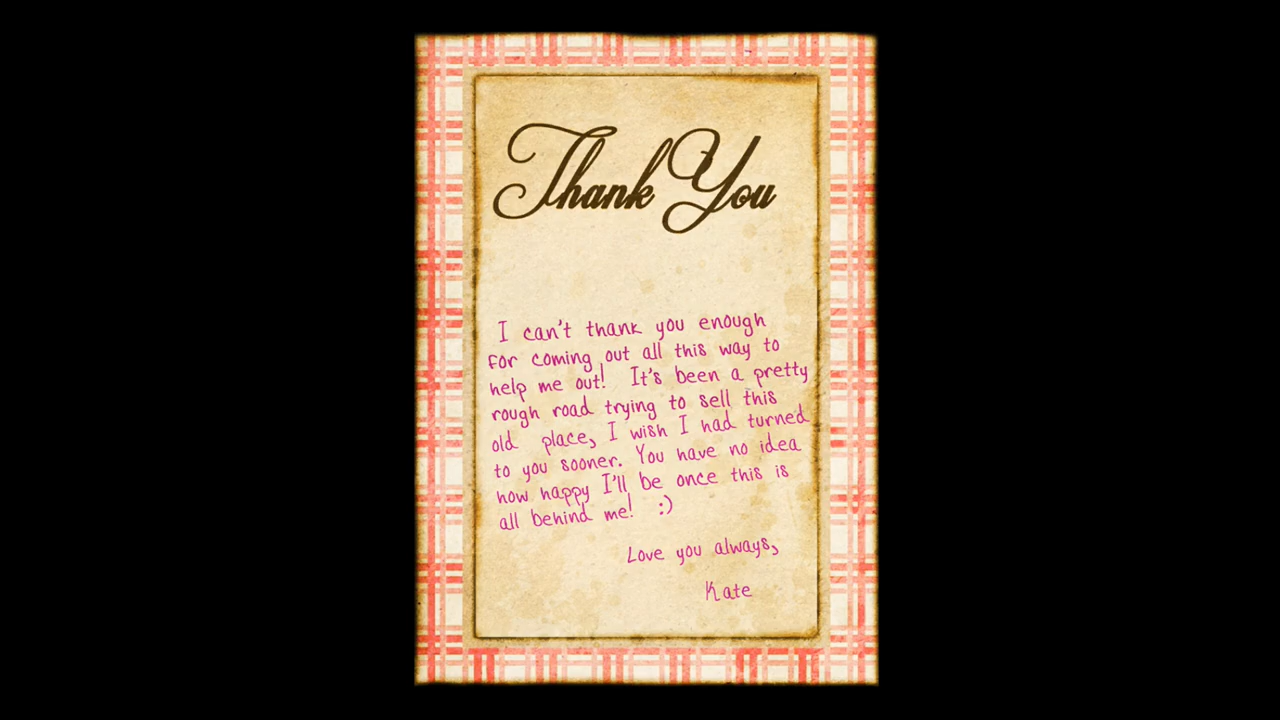 Thank You
I can't thank you enough
for coming out all this way to
help me out! It's been a pretty
rough road trying to sell this
old place, I wish I had turned
to you sooner. You have no idea
how happy I'll be once this is
all behind me! :)
Love you always,
Kate